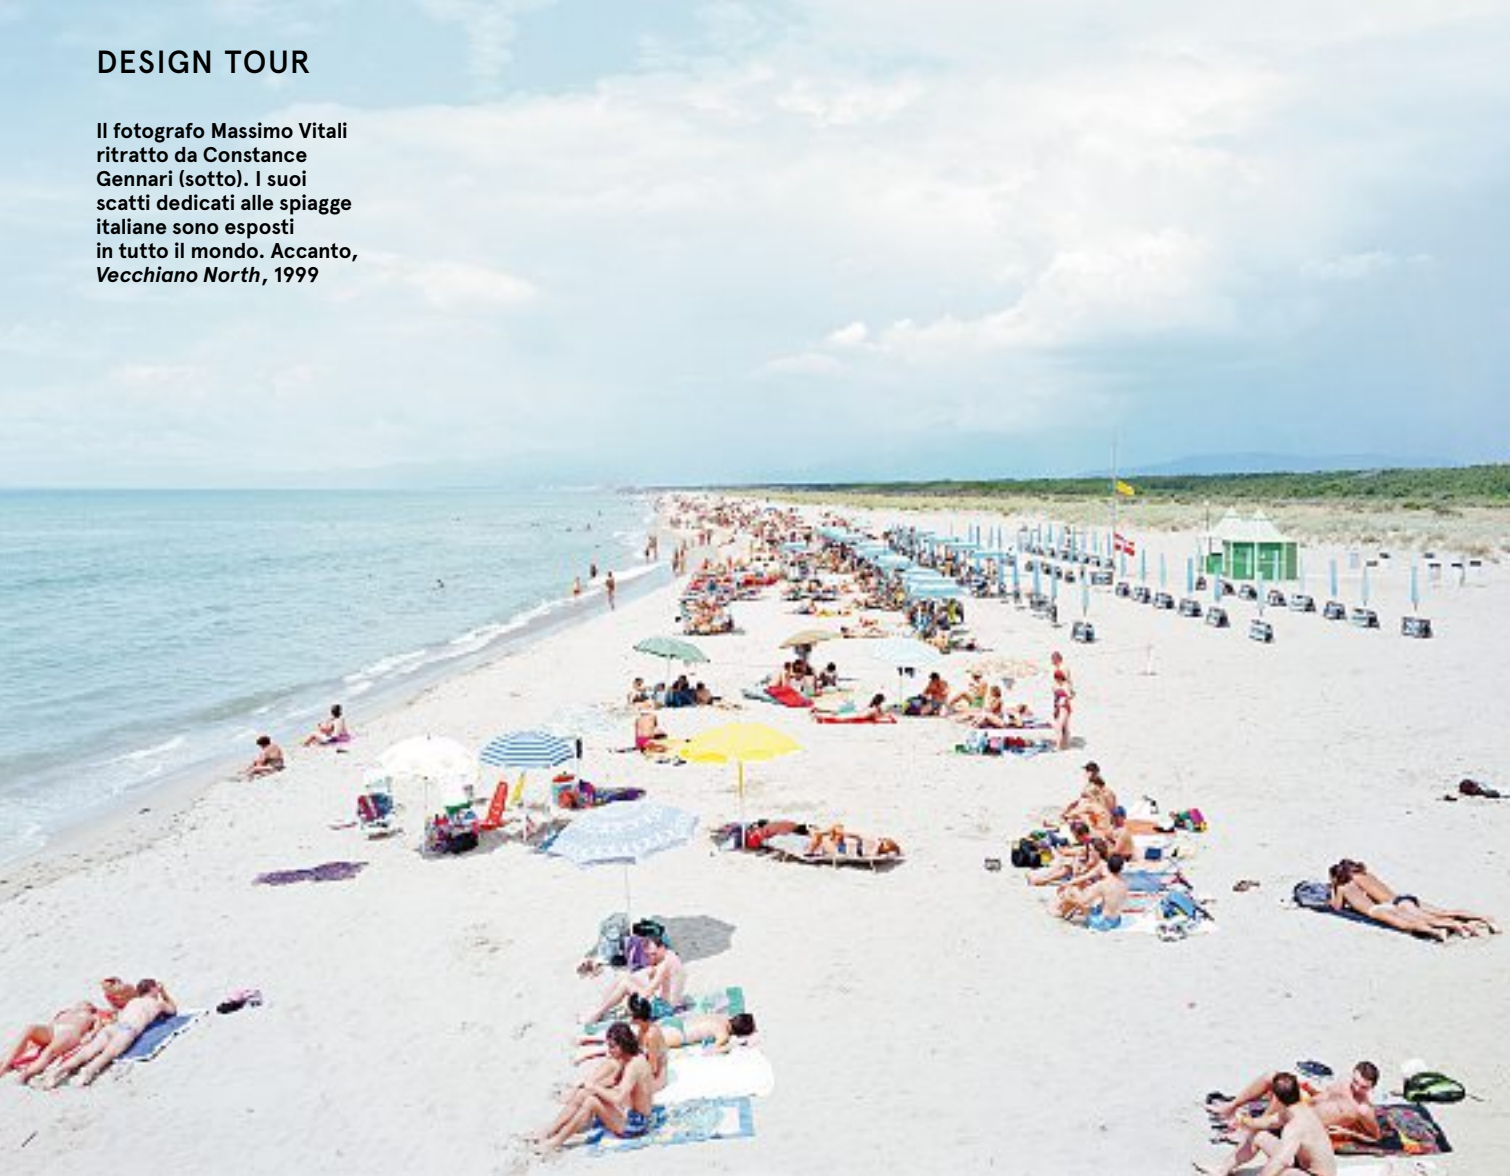 DESIGN TOUR
Il fotografo Massimo Vitali
ritratto da Constance
Gennari (sotto). I suoi
scatti dedicati alle spiagge
italiane sono esposti
in tutto il mondo. Accanto,
Vecchiano North, 1999